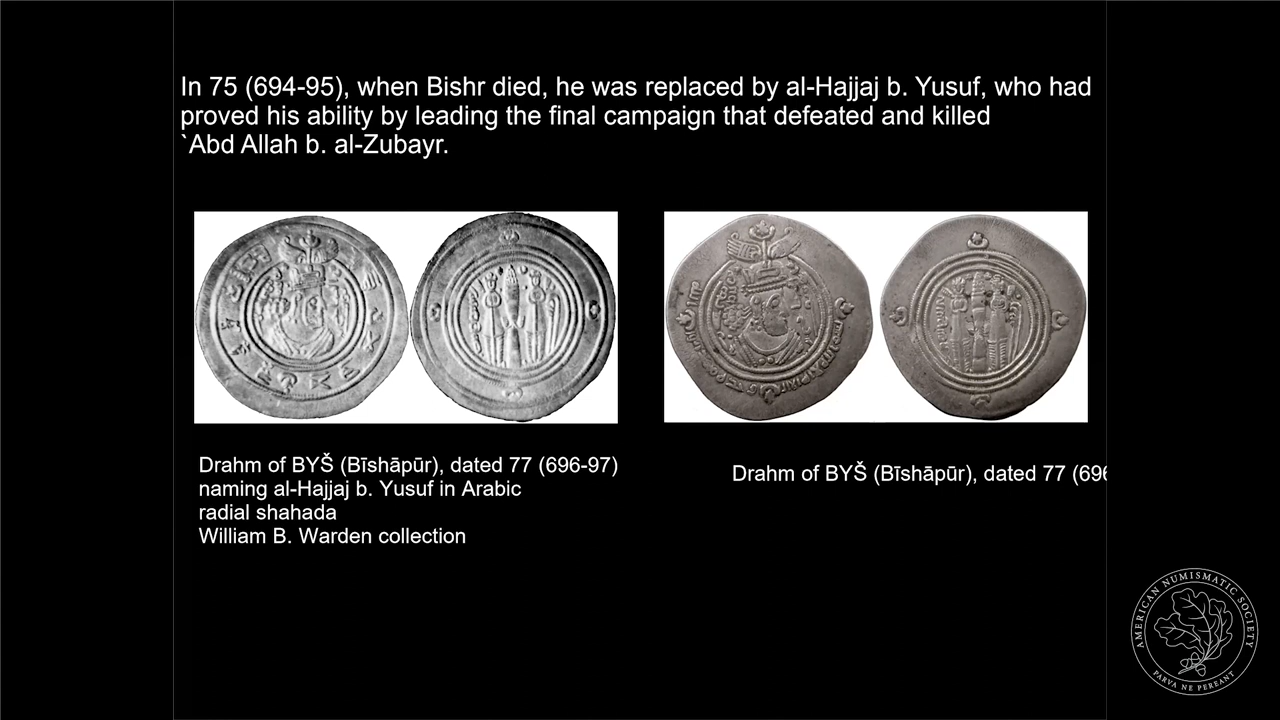 In 75 (694-95), when Bishr died, he was replaced by al-Hajjaj b. Yusuf, who had
proved his ability by leading the final campaign that defeated and killed
`Abd Allah b. al-Zubayr.
Drahm of BYŠ (Bīshāpūr), dated 77 (696-97)
naming al-Hajjaj b. Yusuf in Arabic
radial shahada
William B. Warden collection
Drahm of BYŠ (Bīshāpūr), dated 77 (696
AMERICAN NUMISMATIC SOCIETY
PARVA NE PEREANT